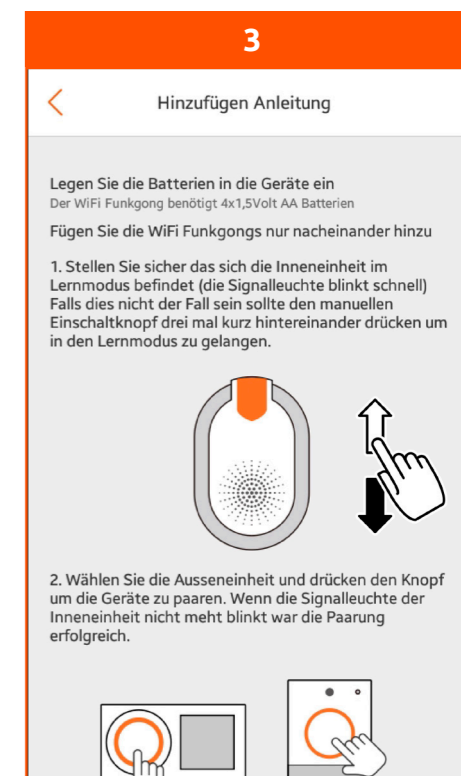 3
Hinzufügen Anleitung
Legen Sie die Batterien in die Geräte ein
Der WiFi Funkgong benötigt 4x1,5Volt AA Batterien
Fügen Sie die WiFi Funkgongs nur nacheinander hinzu
1. Stellen Sie sicher das sich die Inneneinheit im
Lernmodus befindet (die Signalleuchte blinkt schnell)
Falls dies nicht der Fall sein sollte den manuellen
Einschaltknopf drei mal kurz hintereinander drücken um
in den Lernmodus zu gelangen.
2. Wählen Sie die Ausseneinheit und drücken den Knopf
um die Geräte zu paaren. Wenn die Signalleuchte der
Inneneinheit nicht meht blinkt war die Paarung
erfolgreich.